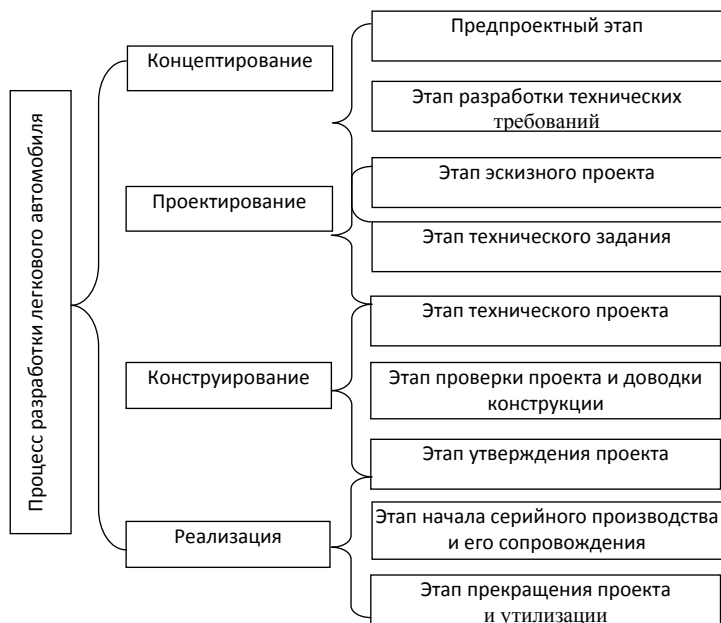 Процесс разработки легкового автомобиля
Концептирование
Проектирование
Конструирование
Реализация
Предпроектный этап
Этап разработки технических
требований
Этап эскизного проекта
Этап технического задания
Этап технического проекта
Этап проверки проекта и доводки
конструкции
Этап утверждения проекта
Этап начала серийного производства
и его сопровождения
Этап прекращения проекта
и утилизации